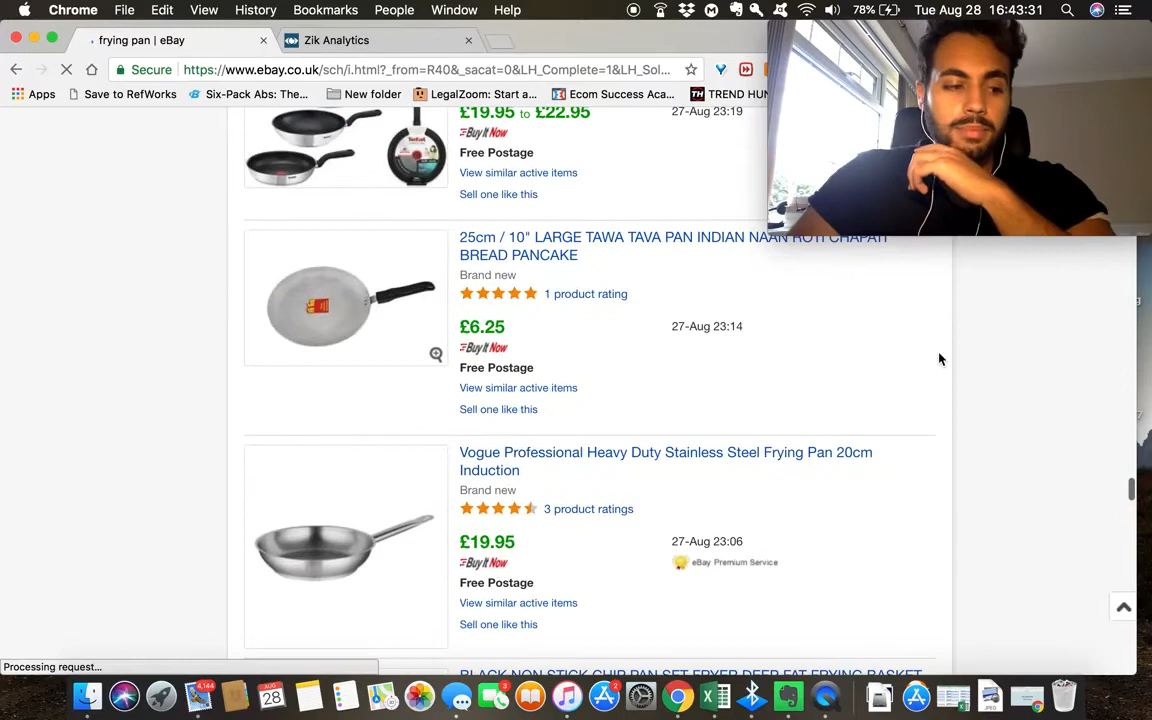 Chrome File Edit View History Bookmarks People Window Help 78% Tue Aug 28 16:43:31
frying pan | eBay Zik Analytics
Secure https://www.ebay.co.uk/sch/i.html?_from=R40&_sacat=0&LH_Complete=1&LH_Sol...
Apps Save to RefWorks Six-Pack Abs: The... New folder LegalZoom: Start a... Ecom Success Aca... TH TREND HUN
£19.95 to £22.95 27-Aug 23:19
Buy It Now
Free Postage
View similar active items
Sell one like this
25cm / 10" LARGE TAWA TAVA PAN INDIAN NAAN ROTI CHAPATI
BREAD PANCAKE
Brand new
1 product rating
£6.25 27-Aug 23:14
Buy It Now
Free Postage
View similar active items
Sell one like this
Vogue Professional Heavy Duty Stainless Steel Frying Pan 20cm
Induction
Brand new
3 product ratings
£19.95 27-Aug 23:06
Buy It Now eBay Premium Service
Free Postage
View similar active items
Sell one like this
BLACK NON STICK CHIP PAN SET FRYER DEEP FAT FRYING BASKET
Processing request...
4,144 AUG 28 3 2